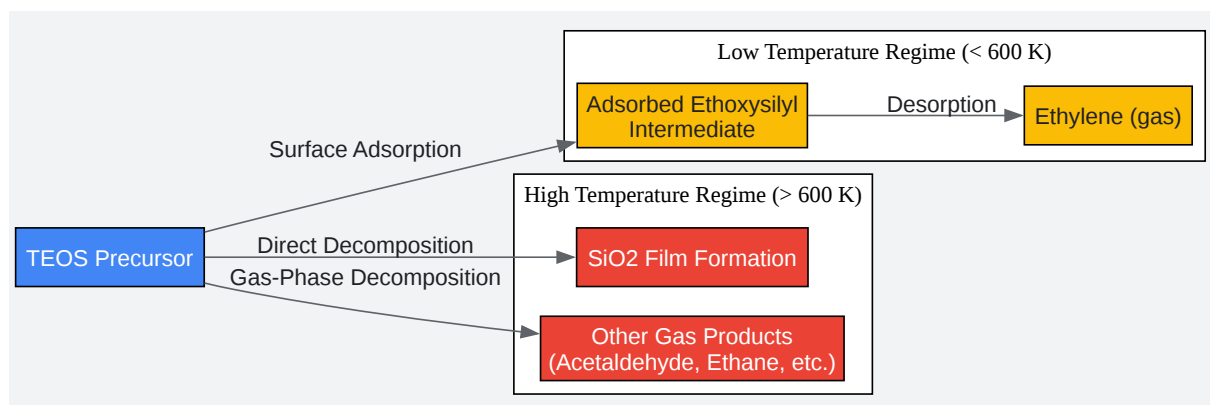 Low Temperature Regime (< 600 K)
Adsorbed Ethoxysilyl
Intermediate
Desorption
Ethylene (gas)
Surface Adsorption
High Temperature Regime (> 600 K)
TEOS Precursor
Direct Decomposition
SiO2 Film Formation
Gas-Phase Decomposition
Other Gas Products
(Acetaldehyde, Ethane, etc.)